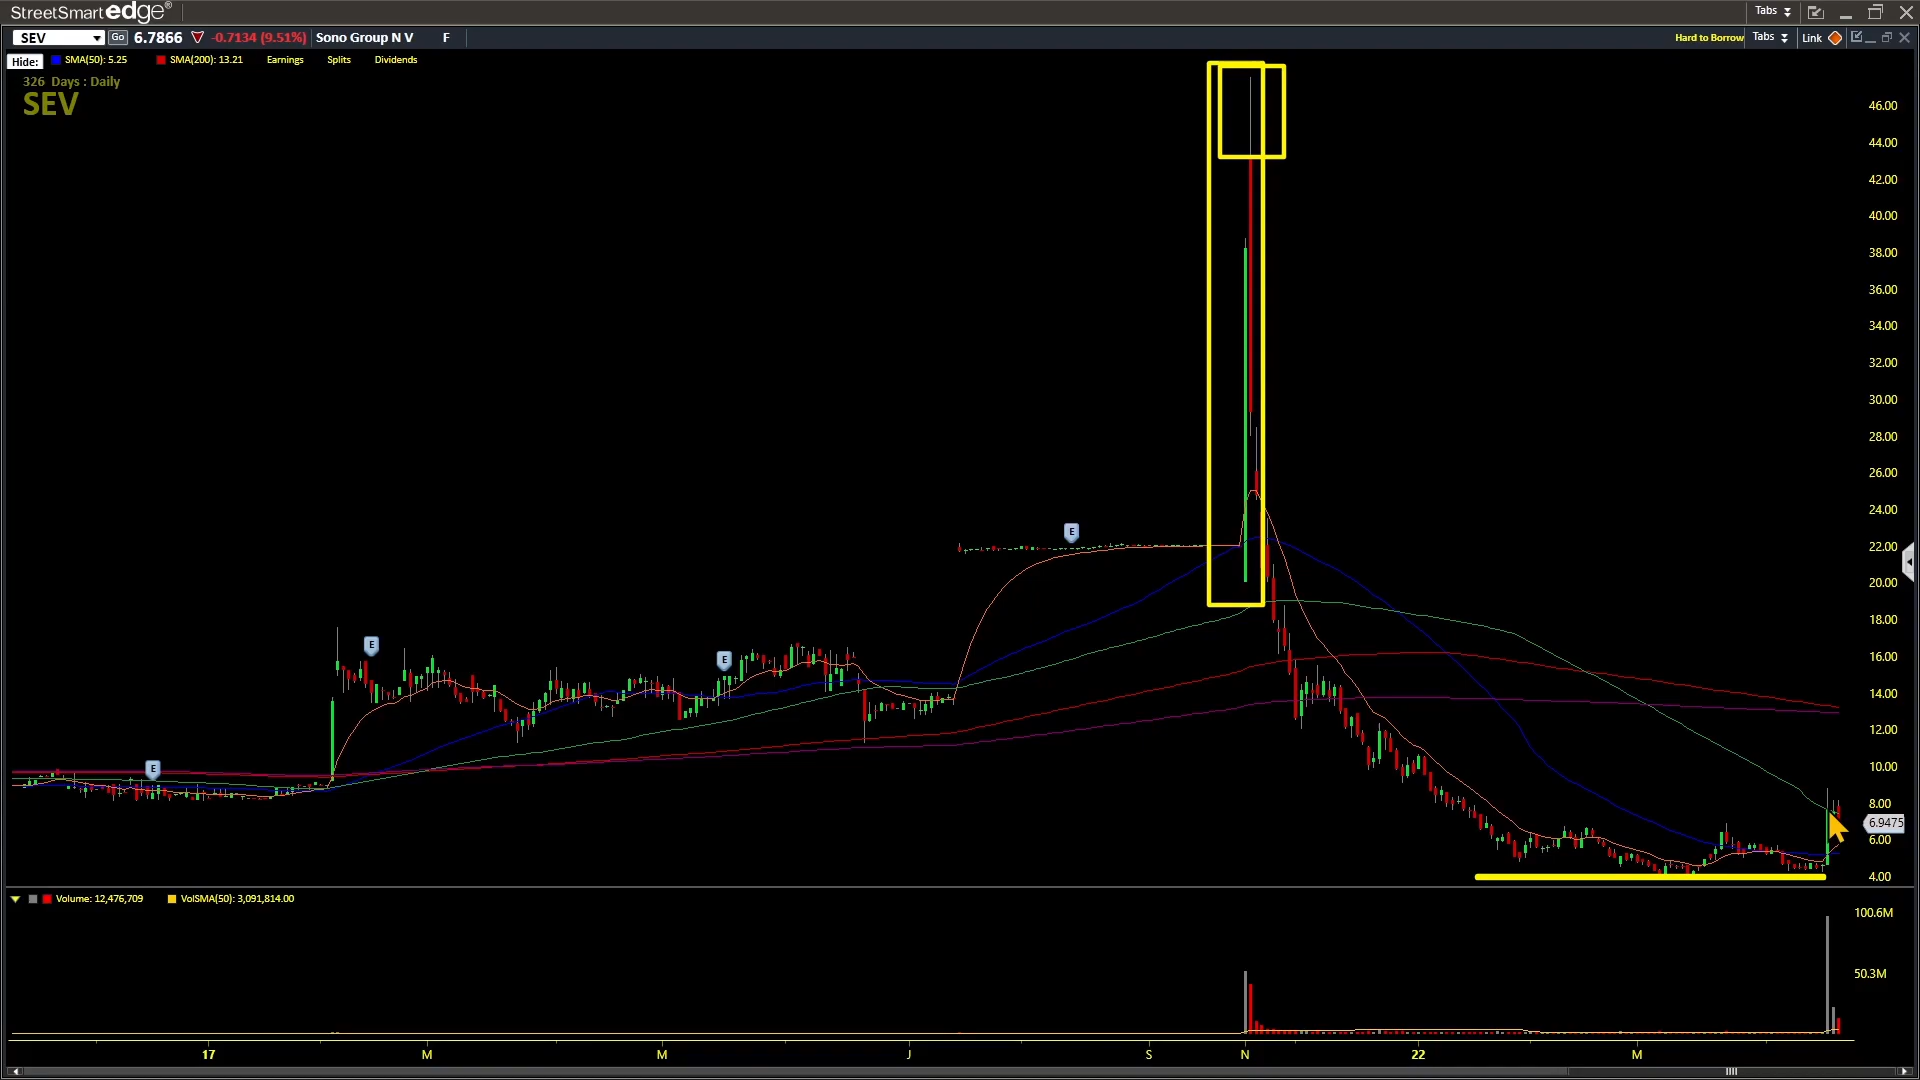 StreetSmart edge®
Tabs
SEV Go 6.7866 -0.7134 (9.51%) Sono Group N V F
Hard to Borrow Tabs Link
Hide: SMA(50): 5.25 SMA(200): 13.21 Earnings Splits Dividends
326 Days : Daily
SEV
46.00
44.00
42.00
40.00
38.00
36.00
34.00
32.00
30.00
28.00
26.00
24.00
22.00
20.00
18.00
16.00
14.00
12.00
10.00
8.00
6.9475
6.00
4.00
E
E
E
E
Volume: 12,476,709 VolSMA(50): 3,091,814.00
100.6M
50.3M
17 M M J S N 22 M